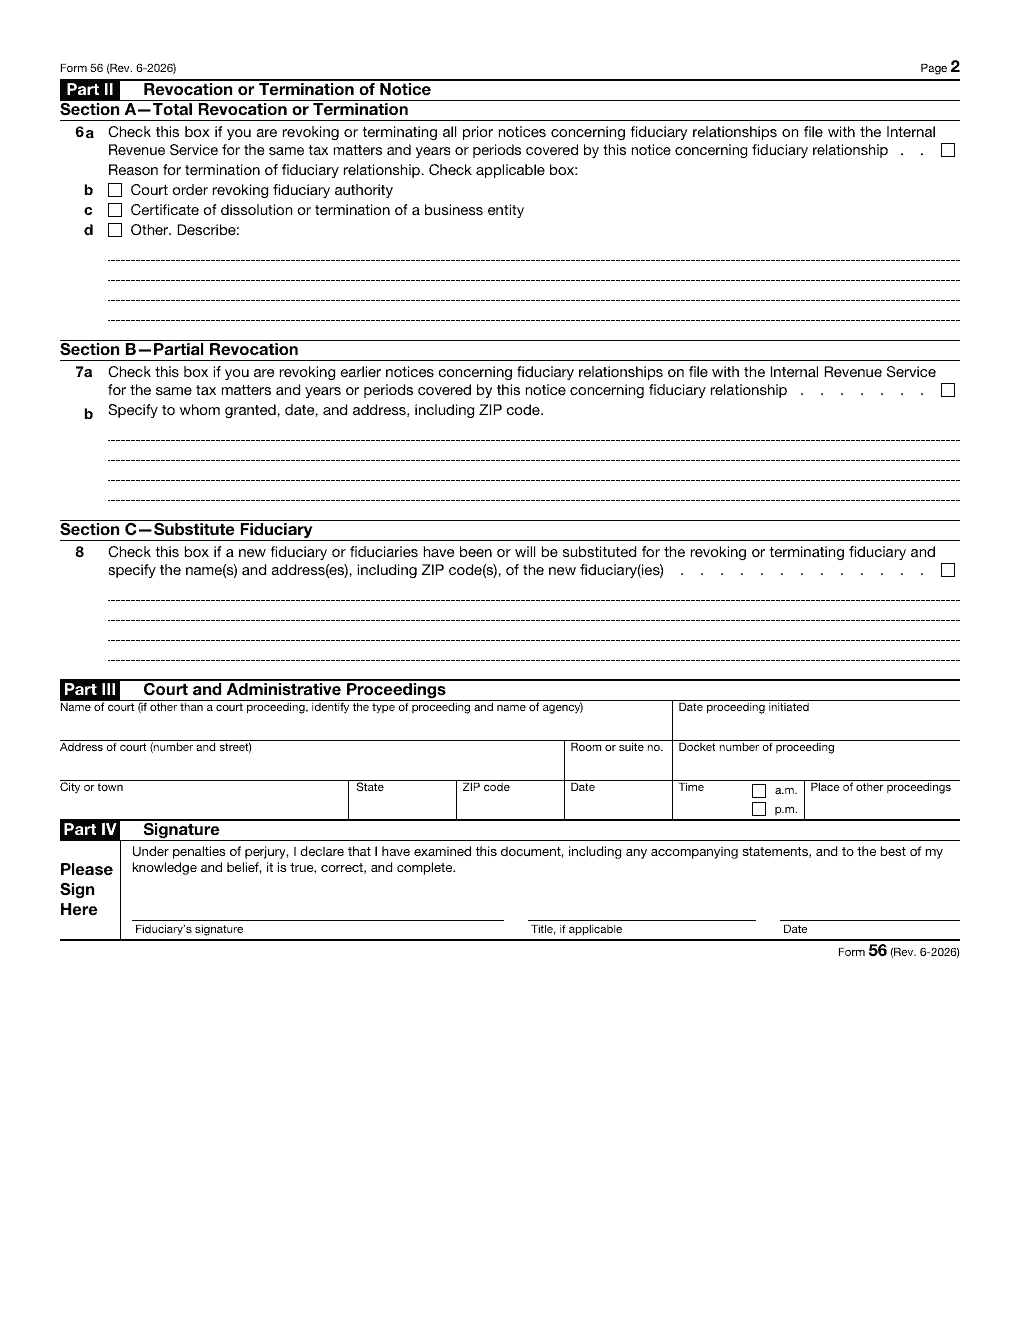 Form 56 (Rev. 6-2026) Page 2
Part II Revocation or Termination of Notice
Section A—Total Revocation or Termination
6a Check this box if you are revoking or terminating all prior notices concerning fiduciary relationships on file with the Internal
Revenue Service for the same tax matters and years or periods covered by this notice concerning fiduciary relationship . .
Reason for termination of fiduciary relationship. Check applicable box:
b Court order revoking fiduciary authority
c Certificate of dissolution or termination of a business entity
d Other. Describe:
Section B—Partial Revocation
7a Check this box if you are revoking earlier notices concerning fiduciary relationships on file with the Internal Revenue Service
for the same tax matters and years or periods covered by this notice concerning fiduciary relationship . . . . . . .
b Specify to whom granted, date, and address, including ZIP code.
Section C—Substitute Fiduciary
8 Check this box if a new fiduciary or fiduciaries have been or will be substituted for the revoking or terminating fiduciary and
specify the name(s) and address(es), including ZIP code(s), of the new fiduciary(ies) . . . . . . . . . . . . .
Part III Court and Administrative Proceedings
Name of court (if other than a court proceeding, identify the type of proceeding and name of agency) Date proceeding initiated
Address of court (number and street) Room or suite no. Docket number of proceeding
City or town State ZIP code Date Time a.m. Place of other proceedings
p.m.
Part IV Signature
Please
Sign
Here
Under penalties of perjury, I declare that I have examined this document, including any accompanying statements, and to the best of my
knowledge and belief, it is true, correct, and complete.
Fiduciary's signature Title, if applicable Date
Form 56 (Rev. 6-2026)